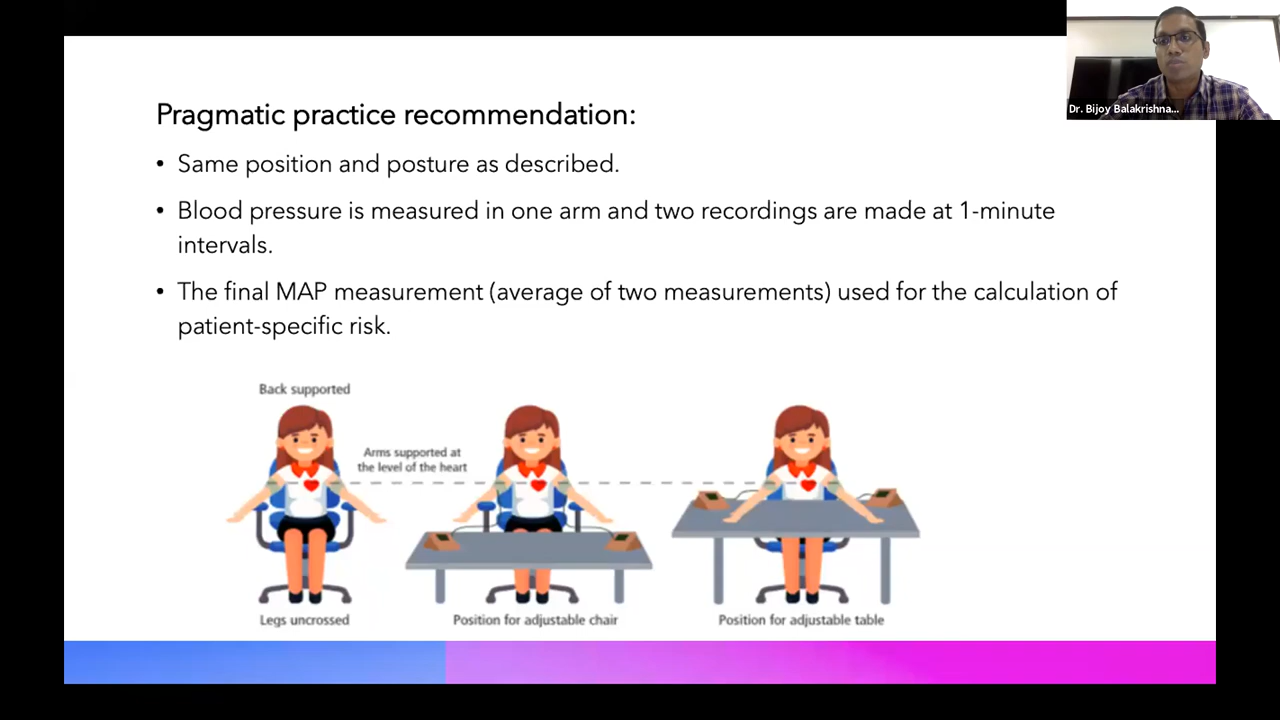 Dr. Bijoy Balakrishna...
Pragmatic practice recommendation:
• Same position and posture as described.
• Blood pressure is measured in one arm and two recordings are made at 1-minute
intervals.
• The final MAP measurement (average of two measurements) used for the calculation of
patient-specific risk.
Back supported
Arms supported at
the level of the heart
Legs uncrossed
Position for adjustable chair
Position for adjustable table